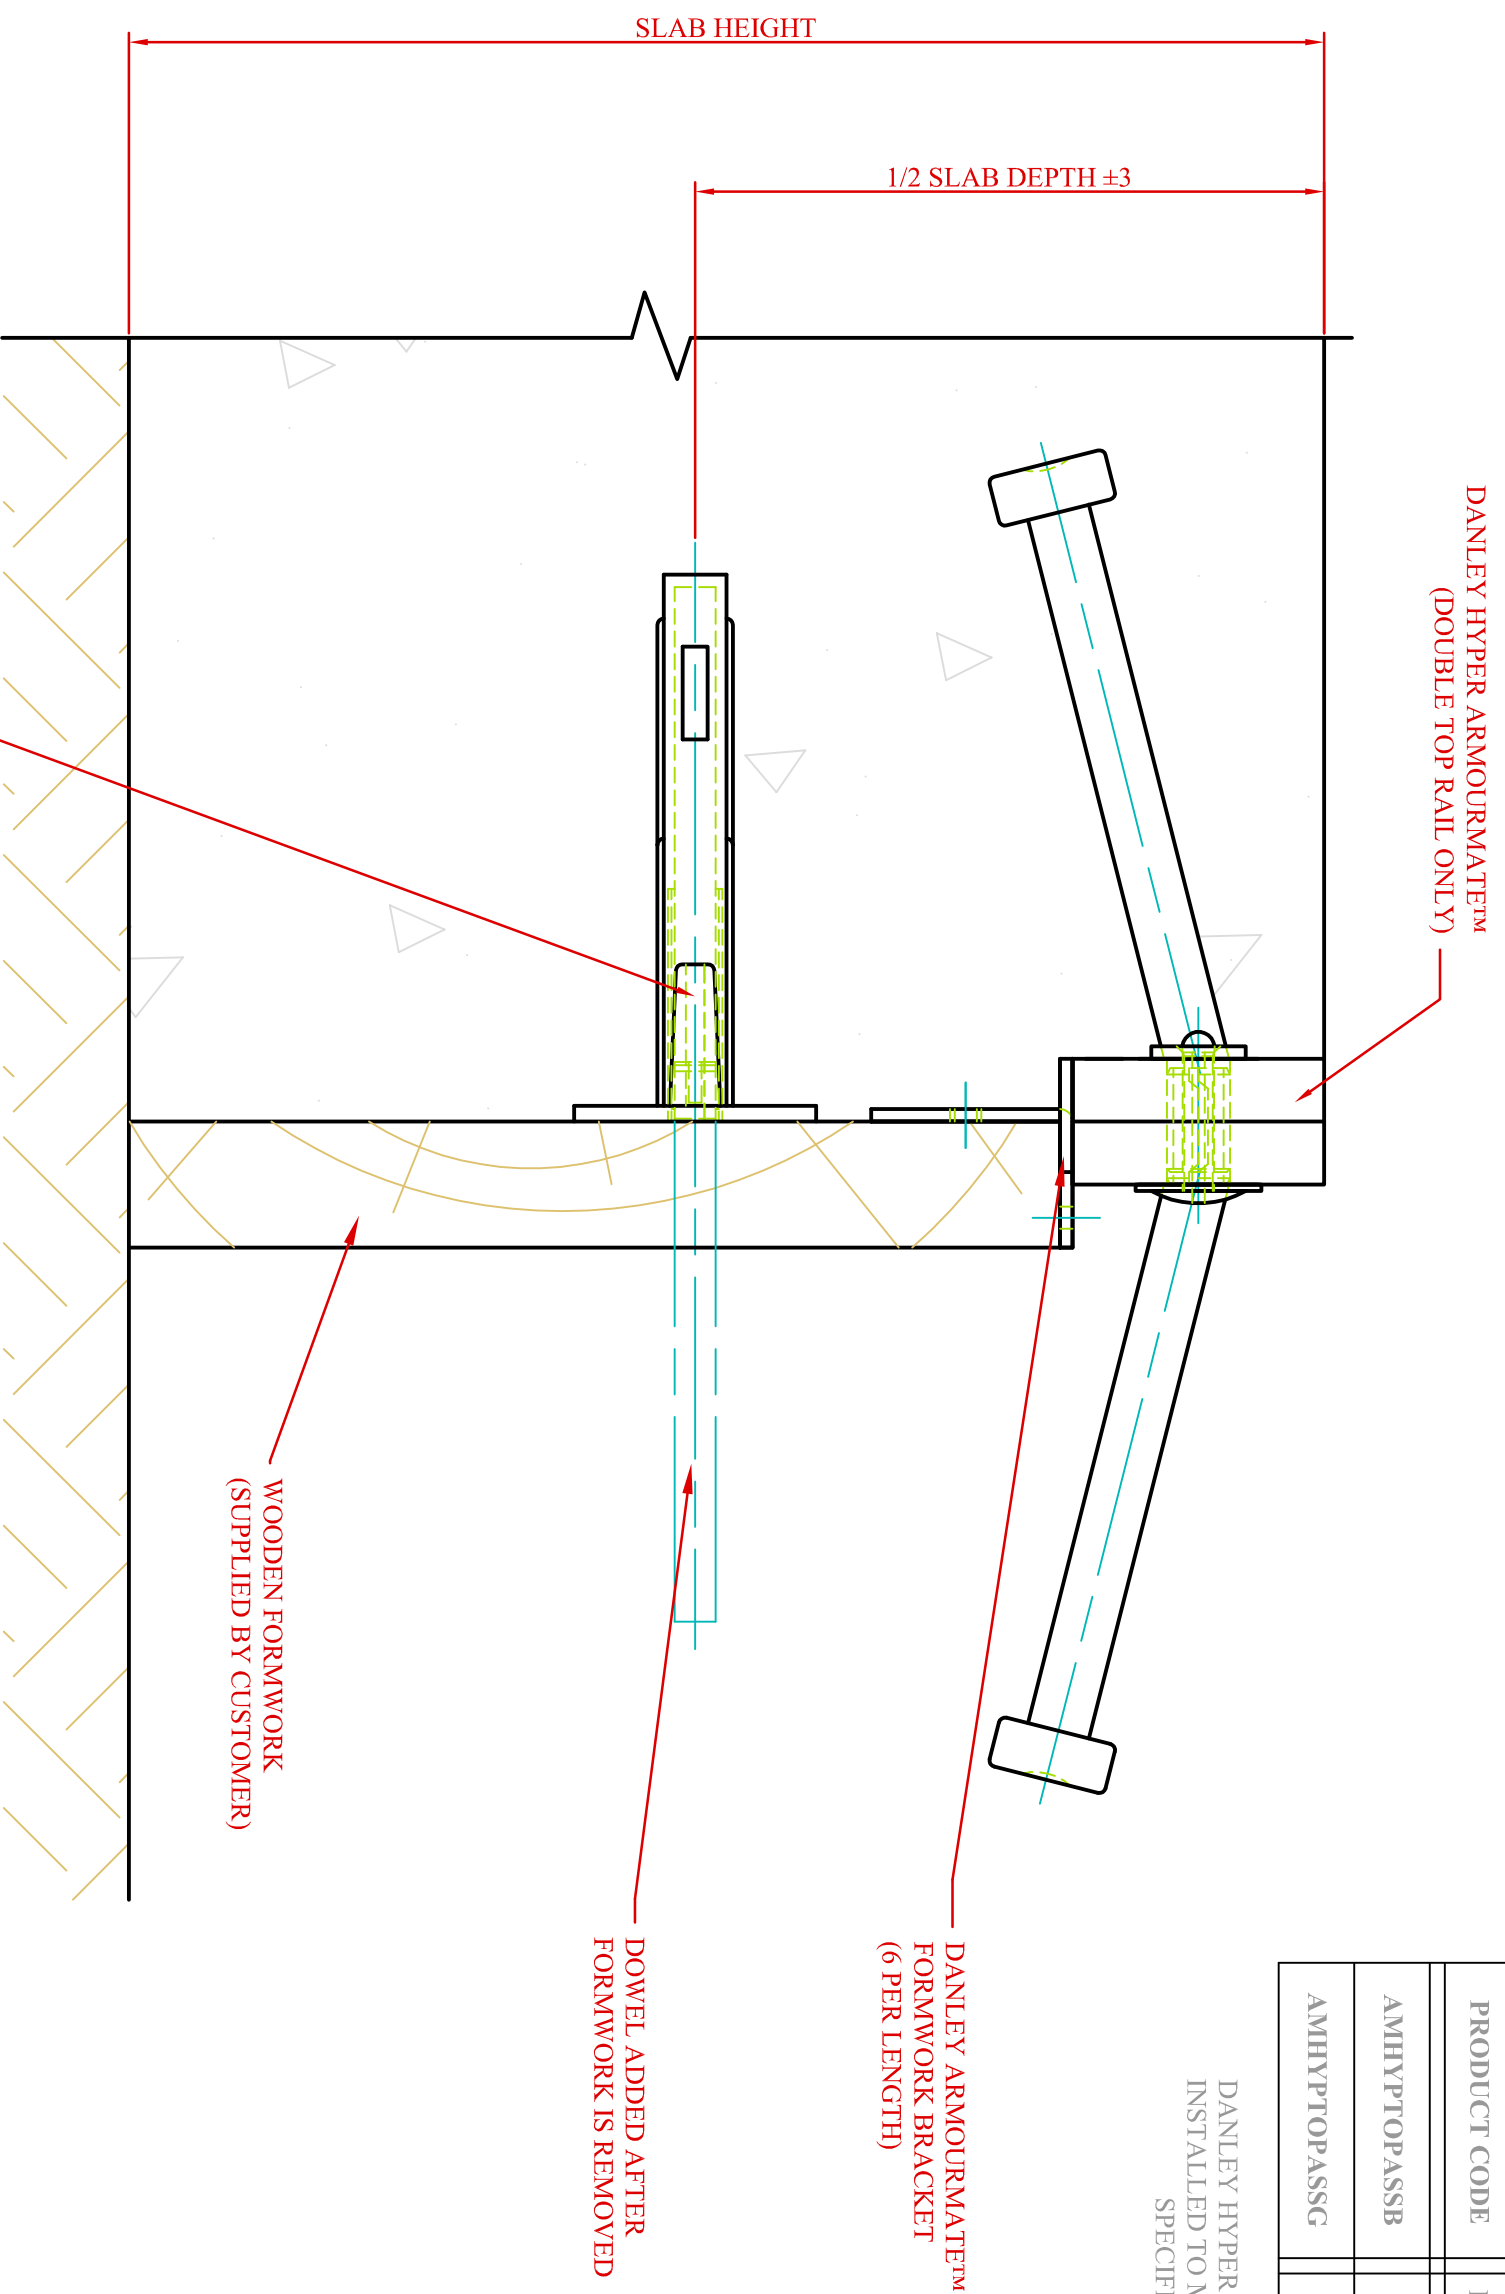 SLAB HEIGHT
1/2 SLAB DEPTH ±3
DANLEY HYPER ARMOURMATE™
(DOUBLE TOP RAIL ONLY)
WOODEN FORMWORK
(SUPPLIED BY CUSTOMER)
DOWEL ADDED AFTER
FORMWORK IS REMOVED
DANLEY ARMOURMATE™
FORMWORK BRACKET
(6 PER LENGTH)
PRODUCT CODE
AMHYPTOPASSB
AMHYPTOPASSG
DANLEY HYPER
INSTALLED TO